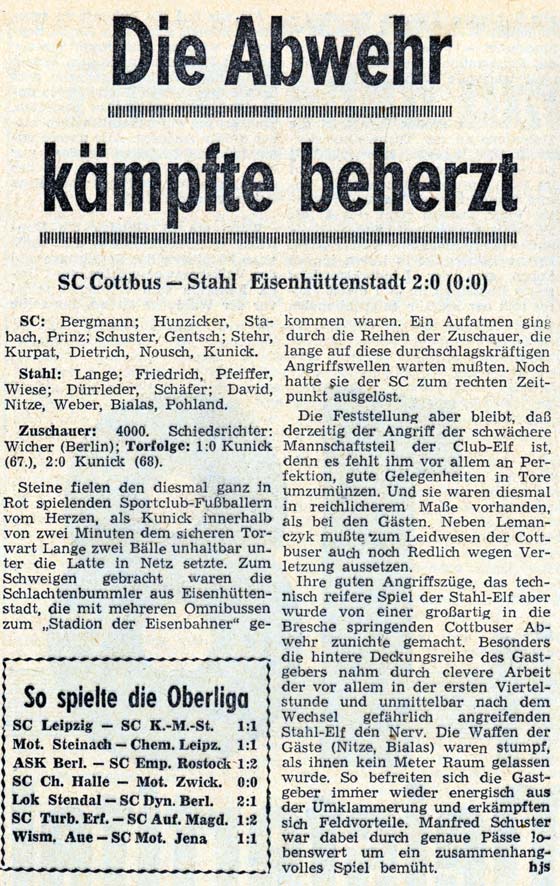 Die Abwehr
kämpfte beherzt
SC Cottbus — Stahl Eisenhüttenstadt 2:0 (0:0)
SC: Bergmann; Hunzicker, Sta-
bach, Prinz; Schuster, Gentsch; Stehr,
Kurpat, Dietrich, Nousch, Kunick.
Stahl: Lange; Friedrich, Pfeiffer,
Wiese; Dürrleder, Schäfer; David,
Nitze, Weber, Bialas, Pohland.
Zuschauer: 4000. Schiedsrichter:
Wicher (Berlin); Torfolge: 1:0 Kunick
(67.), 2:0 Kunick (68).
Steine fielen den diesmal ganz in
Rot spielenden Sportclub-Fußballern
vom Herzen, als Kunick innerhalb
von zwei Minuten dem sicheren Tor-
wart Lange zwei Bälle unhaltbar un-
ter die Latte in Netz setzte. Zum
Schweigen gebracht waren die
Schlachtenbummler aus Eisenhütten-
stadt, die mit mehreren Omnibussen
zum „Stadion der Eisenbahner" ge-
kommen waren. Ein Aufatmen ging
durch die Reihen der Zuschauer, die
lange auf diese durchschlagskräftigen
Angriffswellen warten mußten. Noch
hatte sie der SC zum rechten Zeit-
punkt ausgelöst.
Die Feststellung aber bleibt, daß
derzeitig der Angriff der schwächere
Mannschaftsteil der Club-Elf ist,
denn es fehlt ihm vor allem an Per-
fektion, gute Gelegenheiten in Tore
umzumünzen. Und sie waren diesmal
in reichlicherem Maße vorhanden,
als bei den Gästen. Neben Leman-
czyk mußte zum Leidwesen der Cott-
buser auch noch Redlich wegen Ver-
letzung aussetzen.
Ihre guten Angriffszüge, das tech-
nisch reifere Spiel der Stahl-Elf aber
wurde von einer großartig in die
Bresche springenden Cottbuser Ab-
wehr zunichte gemacht. Besonders
die hintere Deckungsreihe des Gast-
gebers nahm durch clevere Arbeit
der vor allem in der ersten Viertel-
stunde und unmittelbar nach dem
Wechsel gefährlich angreifenden
Stahl-Elf den Nerv. Die Waffen der
Gäste (Nitze, Bialas) waren stumpf,
als ihnen kein Meter Raum gelassen
wurde. So befreiten sich die Gast-
geber immer wieder energisch aus
der Umklammerung und erkämpften
sich Feldvorteile. Manfred Schuster
war dabei durch genaue Pässe lo-
benswert um ein zusammenhang-
volles Spiel bemüht. hjs
So spielte die Oberliga
SC Leipzig — SC K.-M.-St. 1:1
Mot. Steinach — Chem. Leipz. 1:1
ASK Berl. — SC Emp. Rostock 1:2
SC Ch. Halle — Mot. Zwick. 0:0
Lok Stendal — SC Dyn. Berl. 2:1
SC Turb. Erf. — SC Auf. Magd. 1:2
Wism. Aue — SC Mot. Jena 1:1